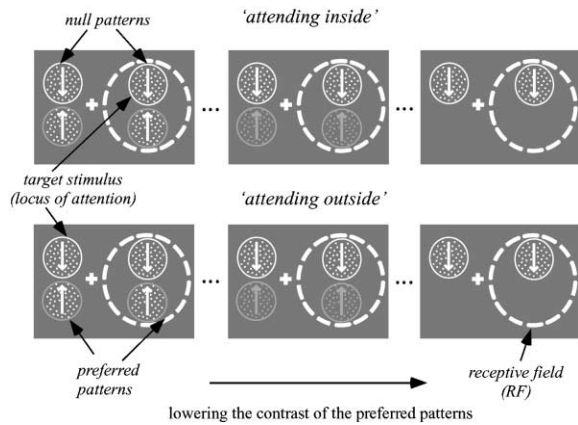 null patterns
‘attending inside’
...
...
target stimulus
(locus of attention)
‘attending outside’
...
...
preferred
patterns
receptive field
(RF)
lowering the contrast of the preferred patterns